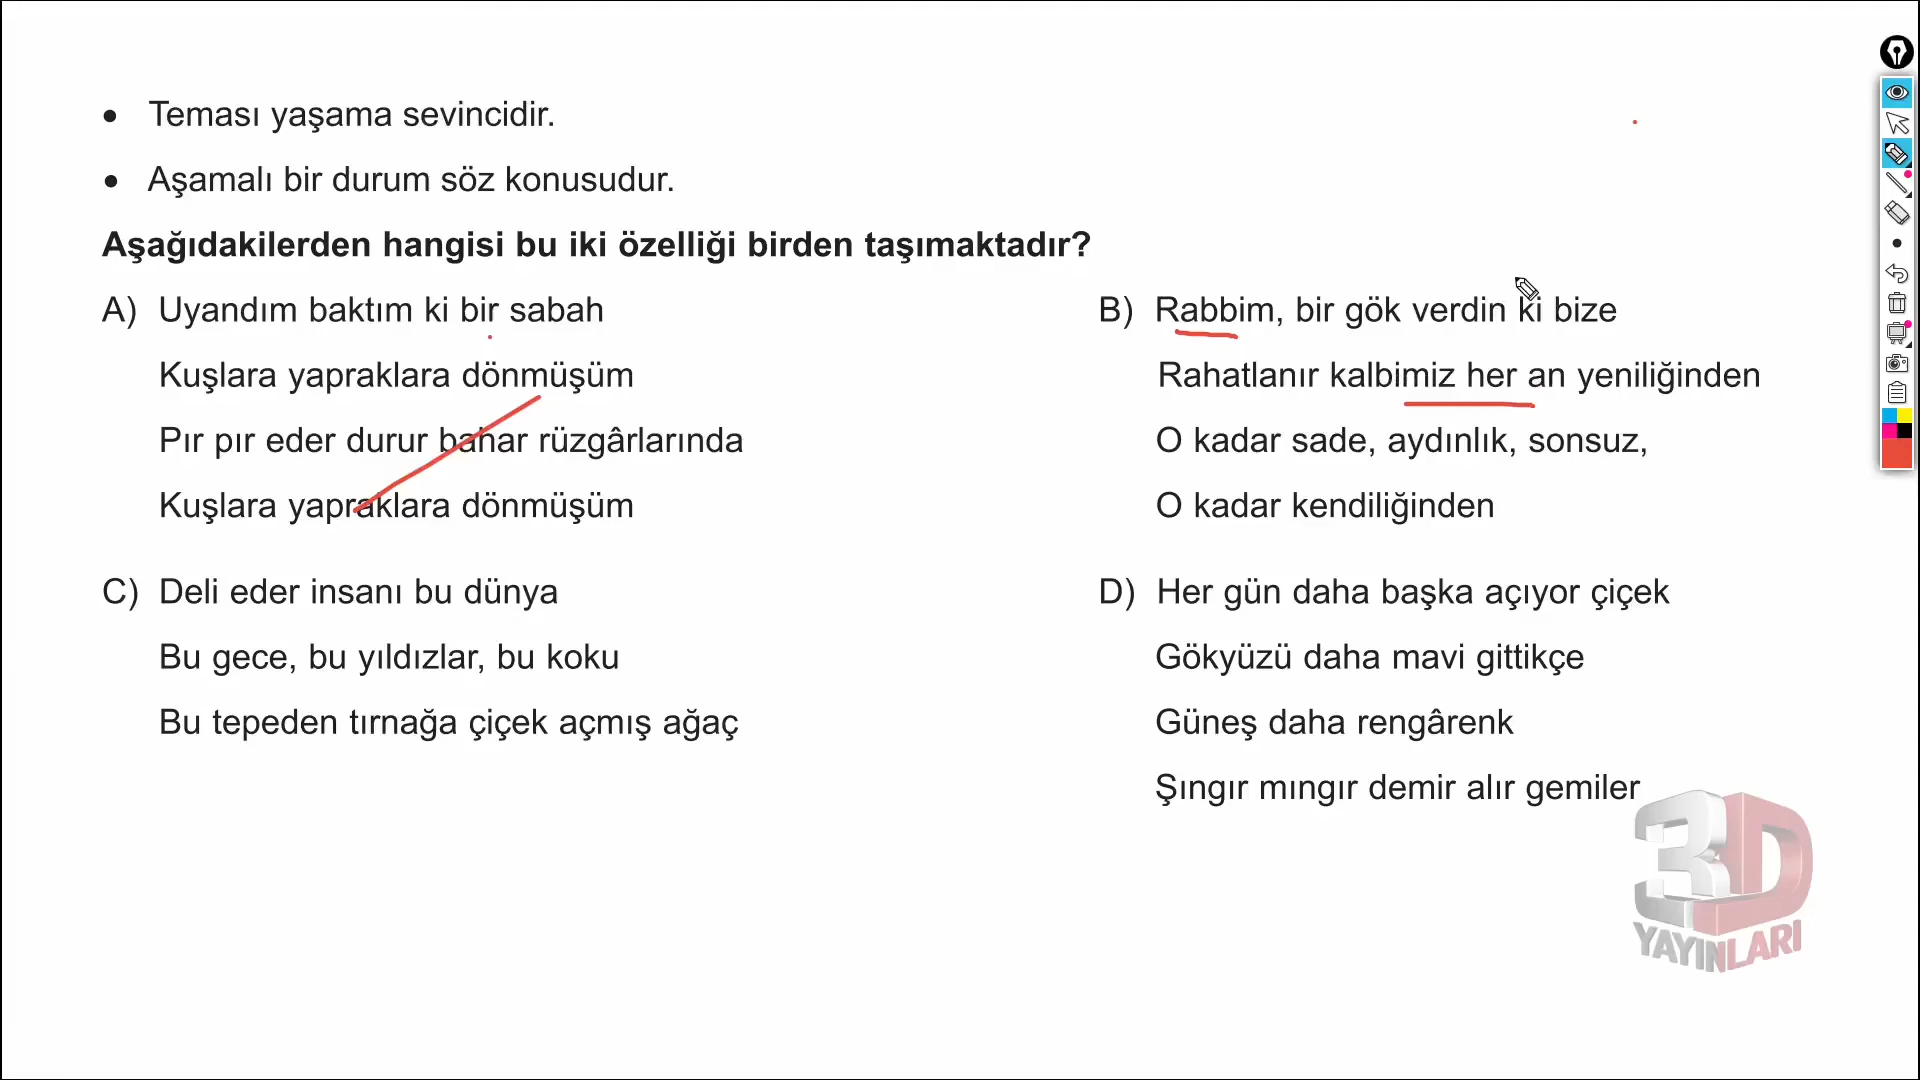 • Teması yaşama sevincidir.
• Aşamalı bir durum söz konusudur.
Aşağıdakilerden hangisi bu iki özelliği birden taşımaktadır?
A) Uyandım baktım ki bir sabah
Kuşlara yapraklara dönmüşüm
Pır pır eder durur bahar rüzgârlarında
Kuşlara yapraklara dönmüşüm
B) Rabbim, bir gök verdin ki bize
Rahatlanır kalbimiz her an yeniliğinden
O kadar sade, aydınlık, sonsuz,
O kadar kendiliğinden
C) Deli eder insanı bu dünya
Bu gece, bu yıldızlar, bu koku
Bu tepeden tırnağa çiçek açmış ağaç
D) Her gün daha başka açıyor çiçek
Gökyüzü daha mavi gittikçe
Güneş daha rengârenk
Şıngır mıngır demir alır gemiler
3D
YAYINLARI